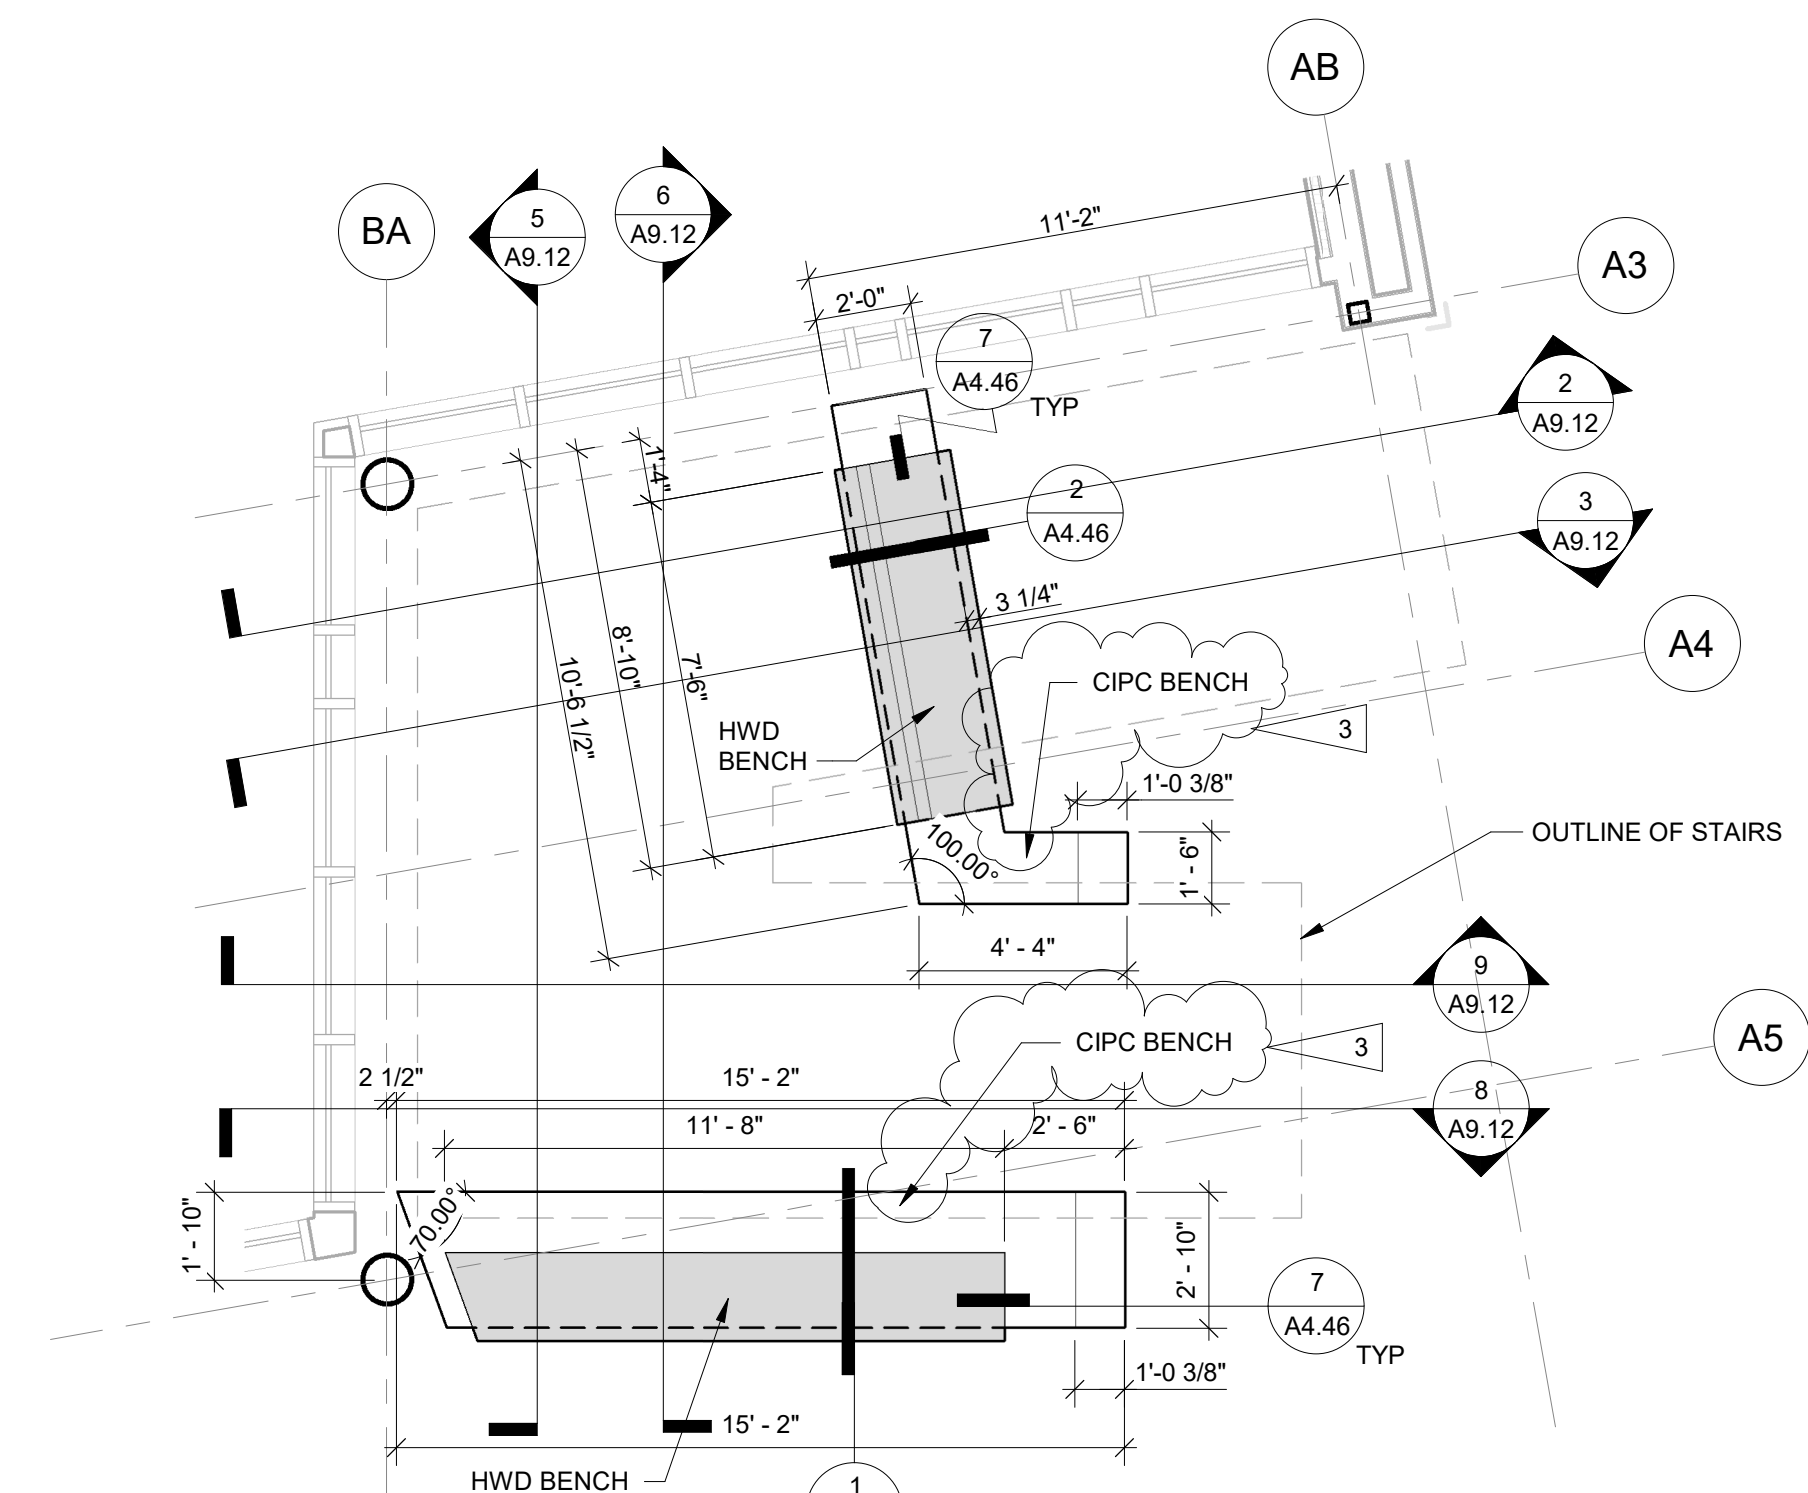 AB
BA
5
A9.12
6
A9.12
11'-2"
A3
2'-0"
7
A4.46
TYP
2
A9.12
1'-4"
2
A4.46
3
A9.12
3 1/4"
10'-6 1/2"
8'-10"
7'-6"
A4
CIPC BENCH
3
HWD
BENCH
1'-0 3/8"
100.00°
1' - 6"
OUTLINE OF STAIRS
4' - 4"
9
A9.12
CIPC BENCH
3
A5
2 1/2"
15' - 2"
8
A9.12
11' - 8"
2' - 6"
1' - 10"
70.00°
2' - 10"
7
A4.46
TYP
1'-0 3/8"
15' - 2"
HWD BENCH
1